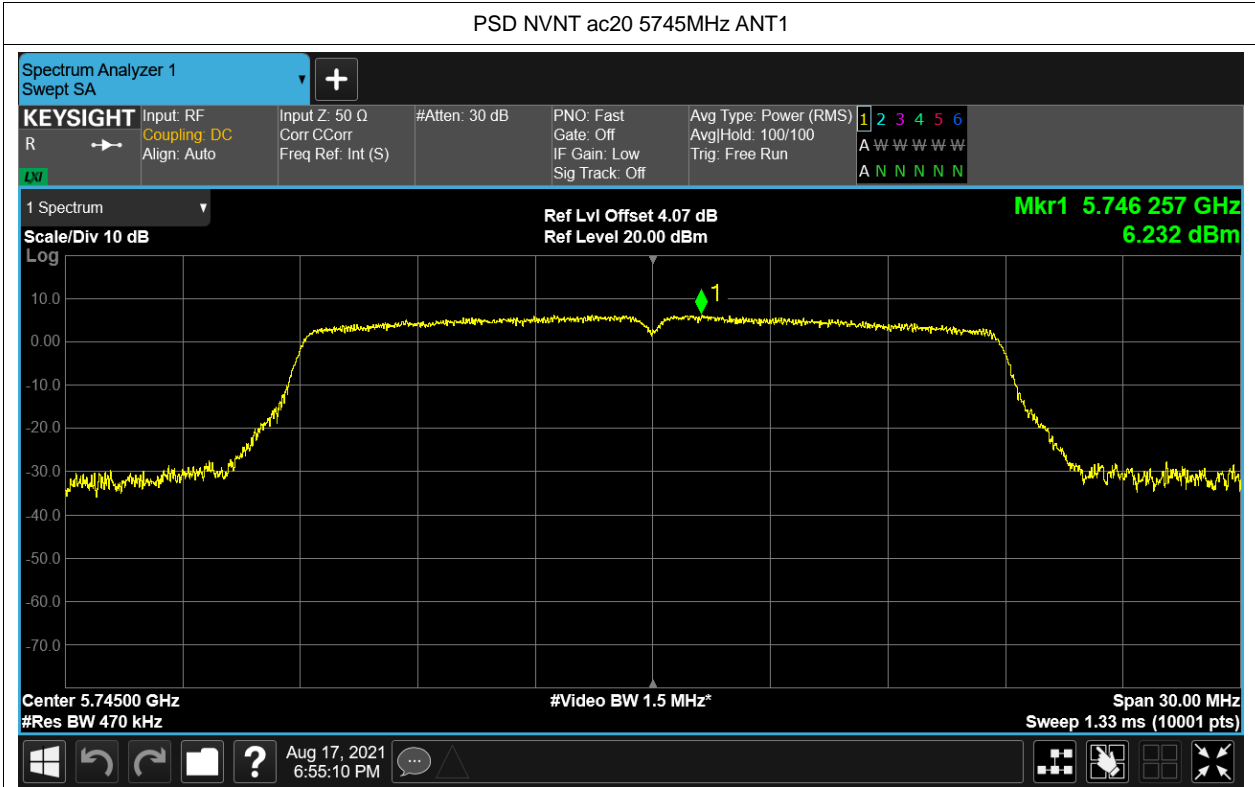 PSD NVNT ac20 5745MHz ANT1
Spectrum Analyzer 1
Swept SA
KEYSIGHT
R
LXI
Input: RF
Coupling: DC
Align: Auto
Input Z: 50 Ω
Corr CCorr
Freq Ref: Int (S)
#Atten: 30 dB
PNO: Fast
Gate: Off
IF Gain: Low
Sig Track: Off
Avg Type: Power (RMS)
Avg|Hold: 100/100
Trig: Free Run
1 2 3 4 5 6
A W W W W W
A N N N N N
1 Spectrum
Scale/Div 10 dB
Ref Lvl Offset 4.07 dB
Ref Level 20.00 dBm
Mkr1 5.746 257 GHz
6.232 dBm
Log
1
10.0
0.00
-10.0
-20.0
-30.0
-40.0
-50.0
-60.0
-70.0
Center 5.74500 GHz
#Res BW 470 kHz
#Video BW 1.5 MHz*
Span 30.00 MHz
Sweep 1.33 ms (10001 pts)
?
Aug 17, 2021
6:55:10 PM